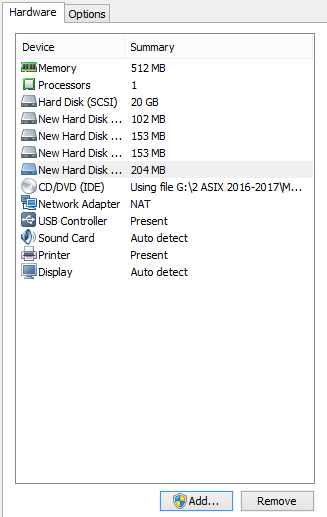 Hardware Options
Device Summary
Memory 512 MB
Processors 1
Hard Disk (SCSI) 20 GB
New Hard Disk ... 102 MB
New Hard Disk ... 153 MB
New Hard Disk ... 153 MB
New Hard Disk ... 204 MB
CD/DVD (IDE) Using file G:\2 ASIX 2016-2017\M...
Network Adapter NAT
USB Controller Present
Sound Card Auto detect
Printer Present
Display Auto detect
Add... Remove